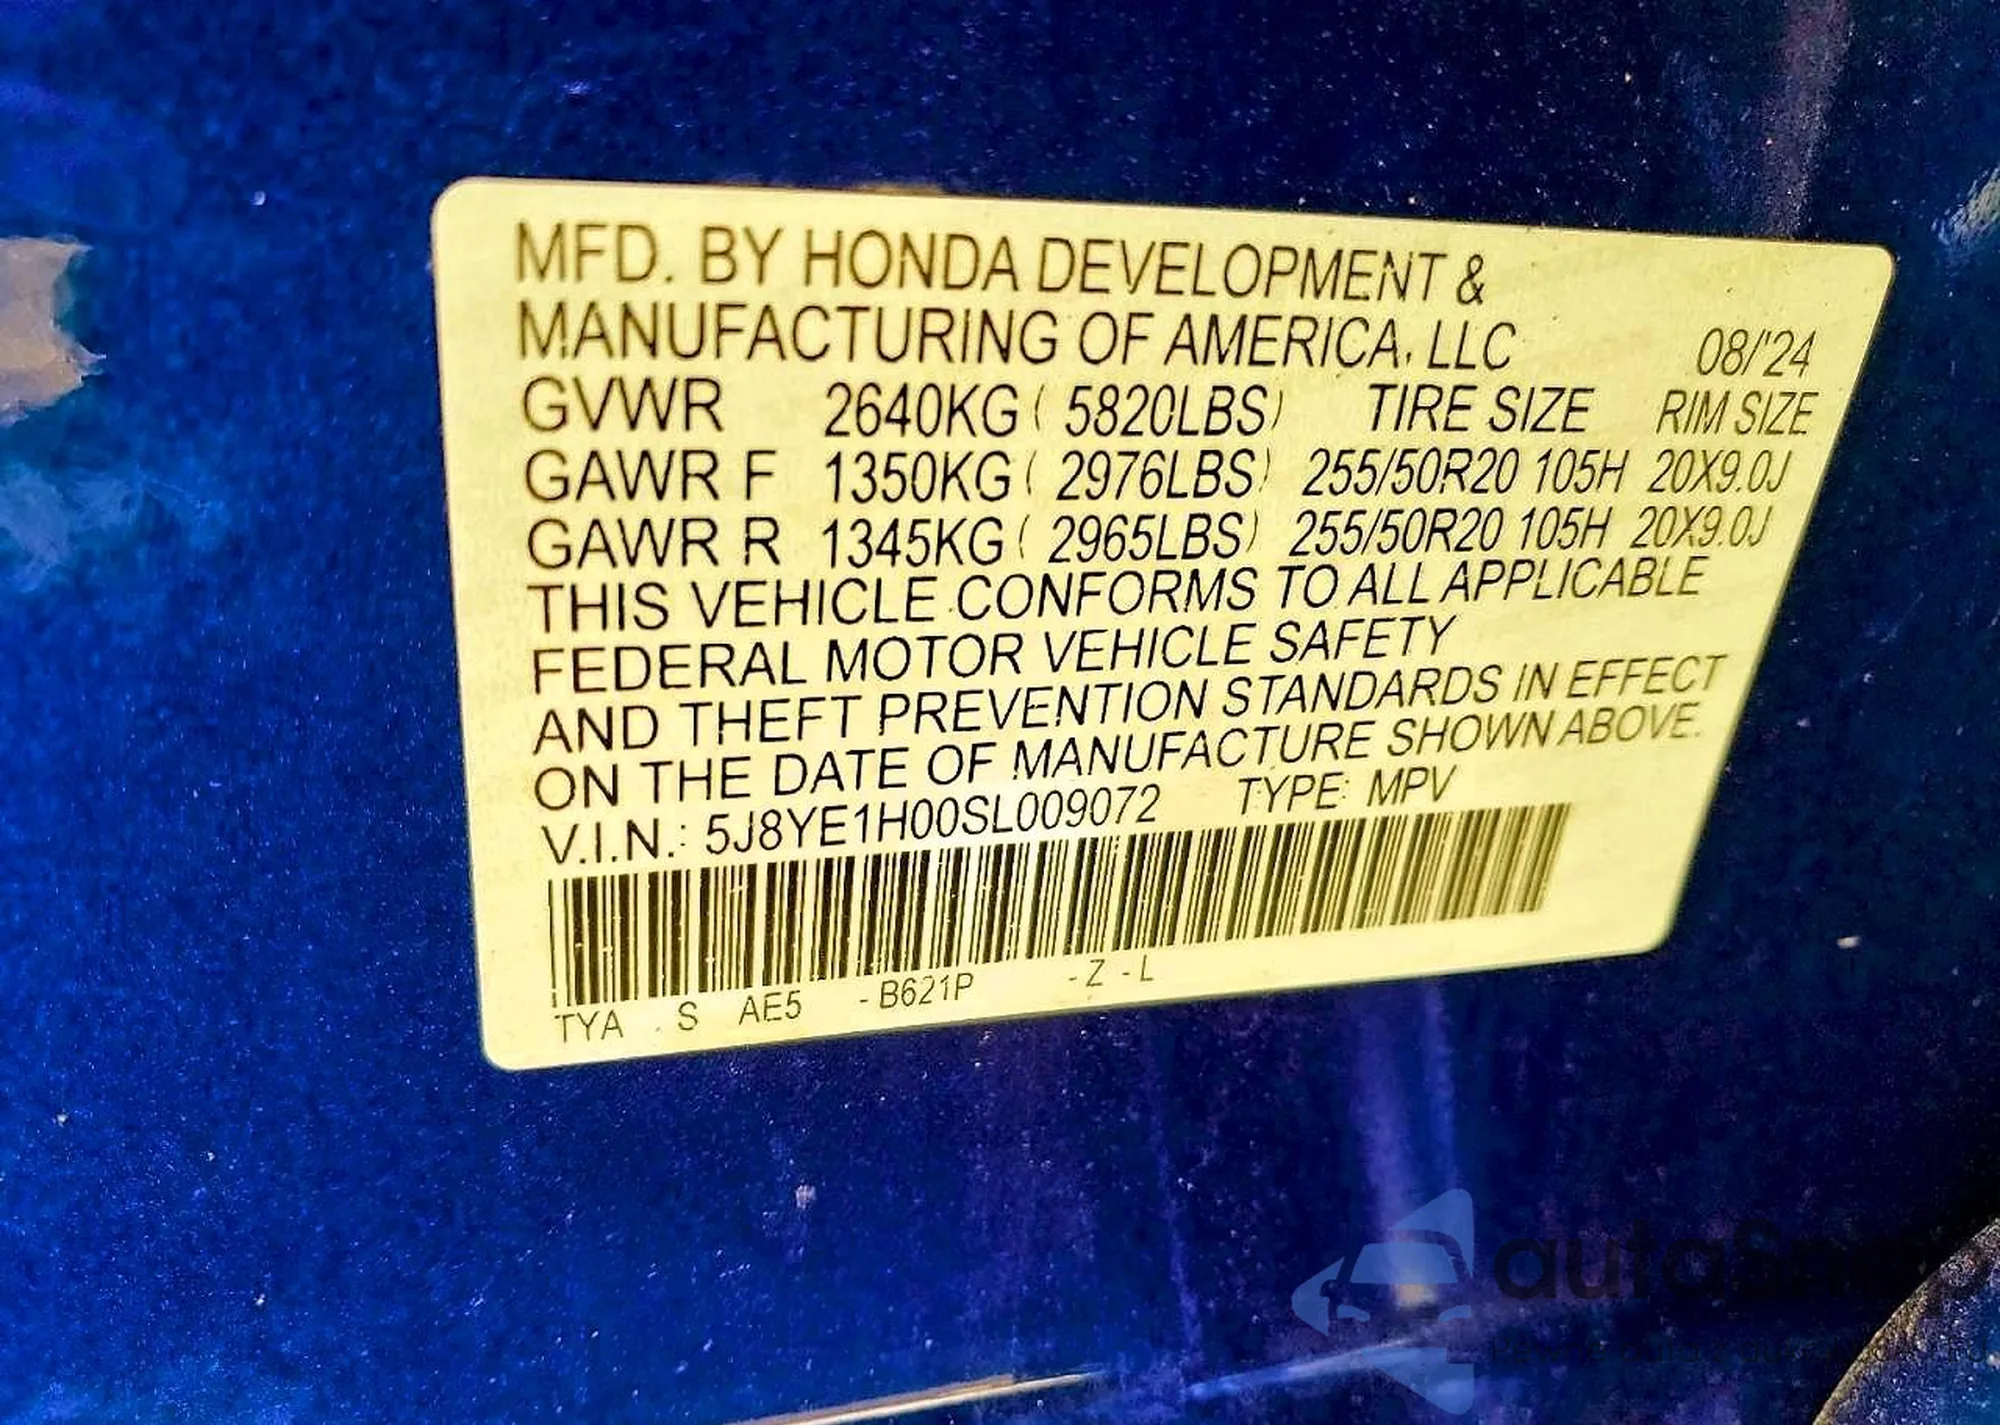 MFD. BY HONDA DEVELOPMENT &
MANUFACTURING OF AMERICA, LLC 08/'24
GVWR 2640KG ( 5820LBS) TIRE SIZE RIM SIZE
GAWR F 1350KG ( 2976LBS) 255/50R20 105H 20X9.0J
GAWR R 1345KG ( 2965LBS) 255/50R20 105H 20X9.0J
THIS VEHICLE CONFORMS TO ALL APPLICABLE
FEDERAL MOTOR VEHICLE SAFETY
AND THEFT PREVENTION STANDARDS IN EFFECT
ON THE DATE OF MANUFACTURE SHOWN ABOVE.
V.I.N.: 5J8YE1H00SL009072 TYPE: MPV
TYA S AE5 - B621P - Z - L